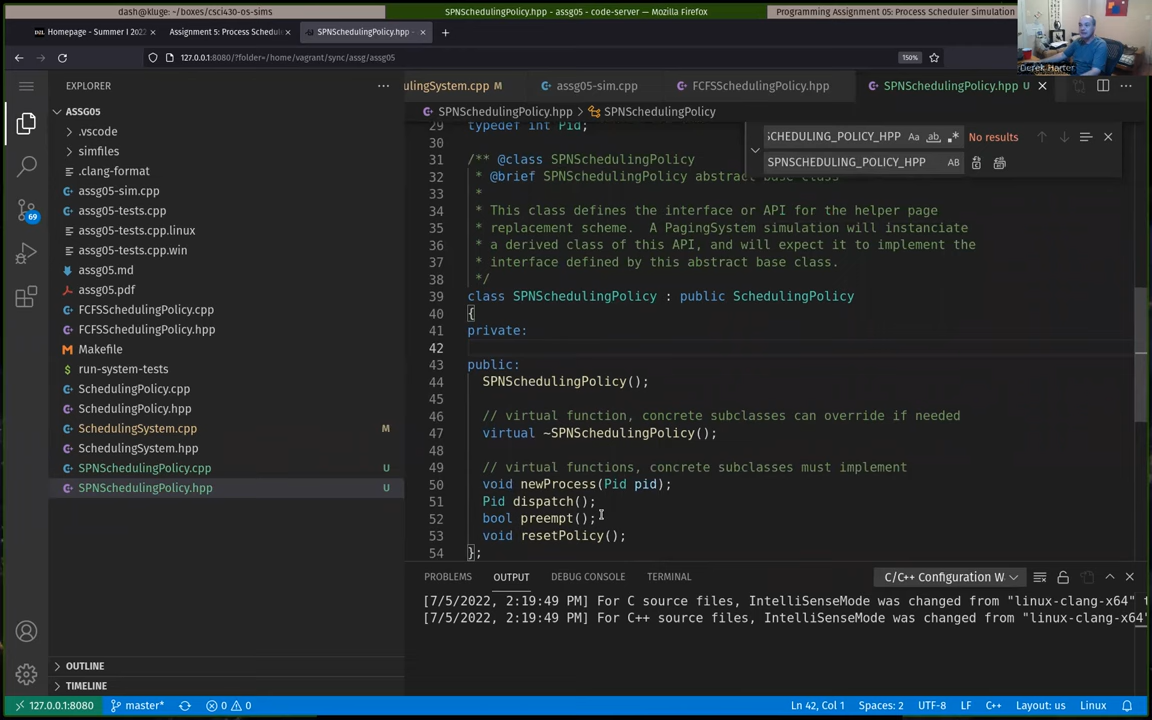 dash@kluge: ~/boxes/csci430-os-sims
SPNSchedulingPolicy.hpp - assg05 - code-server — Mozilla Firefox
Programming Assignment 05: Process Scheduler Simulation
Homepage - Summer I 2022
Assignment 5: Process Schedule
SPNSchedulingPolicy.hpp -
127.0.0.1:8080/?folder=/home/vagrant/sync/assg/assg05
150%
Derek Harter
EXPLORER
ulingSystem.cpp M
assg05-sim.cpp
FCFSSchedulingPolicy.hpp
SPNSchedulingPolicy.hpp U
ASSG05
SPNSchedulingPolicy.hpp > SPNSchedulingPolicy
.vscode
simfiles
.clang-format
assg05-sim.cpp
assg05-tests.cpp
assg05-tests.cpp.linux
assg05-tests.cpp.win
assg05.md
assg05.pdf
FCFSSchedulingPolicy.cpp
FCFSSchedulingPolicy.hpp
Makefile
run-system-tests
SchedulingPolicy.cpp
SchedulingPolicy.hpp
SchedulingSystem.cpp M
SchedulingSystem.hpp
SPNSchedulingPolicy.cpp U
SPNSchedulingPolicy.hpp U
69
OUTLINE
TIMELINE
CHEDULING_POLICY_HPP Aa ab .* No results
SPNSCHEDULING_POLICY_HPP AB
29 typedef int Pid;
30
31 /** @class SPNSchedulingPolicy
32 * @brief SPNSchedulingPolicy abstract base class
33 *
34 * This class defines the interface or API for the helper page
35 * replacement scheme.  A PagingSystem simulation will instanciate
36 * a derived class of this API, and will expect it to implement the
37 * interface defined by this abstract base class.
38 */
39 class SPNSchedulingPolicy : public SchedulingPolicy
40 {
41 private:
42
43 public:
44 SPNSchedulingPolicy();
45
46 // virtual function, concrete subclasses can override if needed
47 virtual ~SPNSchedulingPolicy();
48
49 // virtual functions, concrete subclasses must implement
50 void newProcess(Pid pid);
51 Pid dispatch();
52 bool preempt();
53 void resetPolicy();
54 };
PROBLEMS OUTPUT DEBUG CONSOLE TERMINAL
C/C++ Configuration W
[7/5/2022, 2:19:49 PM] For C source files, IntelliSenseMode was changed from "linux-clang-x64" t
[7/5/2022, 2:19:49 PM] For C++ source files, IntelliSenseMode was changed from "linux-clang-x64"
127.0.0.1:8080 master* 0 0
Ln 42, Col 1 Spaces: 2 UTF-8 LF C++ Layout: us Linux